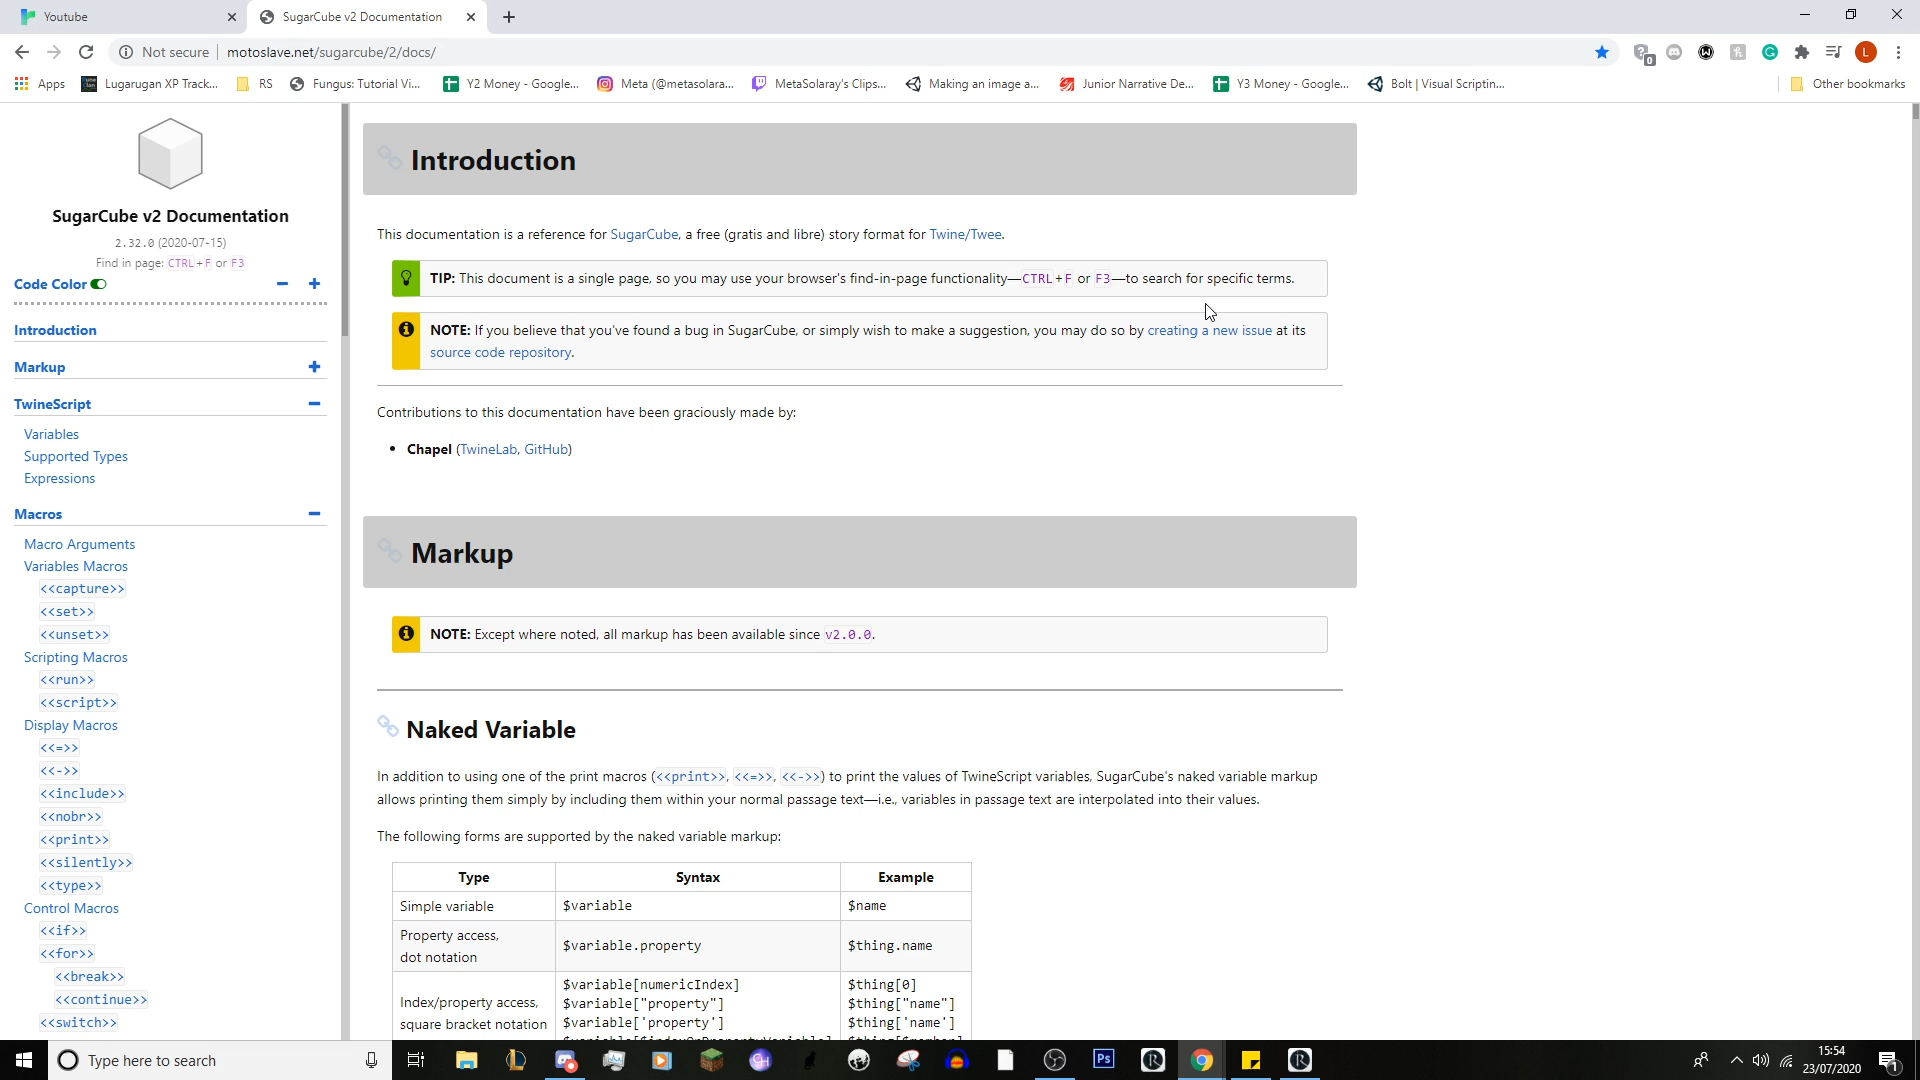 Youtube
SugarCube v2 Documentation
Not secure
motoslave.net/sugarcube/2/docs/
0
L
Apps
Lugarugan XP Track...
RS
Fungus: Tutorial Vi...
Y2 Money - Google...
Meta (@metasolara...
MetaSolaray's Clips...
Making an image a...
Junior Narrative De...
Y3 Money - Google...
Bolt | Visual Scriptin...
Other bookmarks
SugarCube v2 Documentation
2.32.0 (2020-07-15)
Find in page: CTRL+F or F3
Code Color
Introduction
Markup
TwineScript
Variables
Supported Types
Expressions
Macros
Macro Arguments
Variables Macros
<<capture>>
<<set>>
<<unset>>
Scripting Macros
<<run>>
<<script>>
Display Macros
<<=>>
<<->>
<<include>>
<<nobr>>
<<print>>
<<silently>>
<<type>>
Control Macros
<<if>>
<<for>>
<<break>>
<<continue>>
<<switch>>
Introduction
This documentation is a reference for SugarCube, a free (gratis and libre) story format for Twine/Twee.
TIP: This document is a single page, so you may use your browser's find-in-page functionality—CTRL+F or F3—to search for specific terms.
NOTE: If you believe that you've found a bug in SugarCube, or simply wish to make a suggestion, you may do so by creating a new issue at its
source code repository.
Contributions to this documentation have been graciously made by:
Chapel (TwineLab, GitHub)
Markup
NOTE: Except where noted, all markup has been available since v2.0.0.
Naked Variable
In addition to using one of the print macros (<<print>>, <<=>>, <<->>) to print the values of TwineScript variables, SugarCube's naked variable markup
allows printing them simply by including them within your normal passage text—i.e., variables in passage text are interpolated into their values.
The following forms are supported by the naked variable markup:
Type Syntax Example
Simple variable $variable $name
Property access,
dot notation
$variable.property $thing.name
Index/property access,
square bracket notation
$variable[numericIndex]
$variable["property"]
$variable['property']
$variable[$indexOrPropertyVariable]
$thing[0]
$thing["name"]
$thing['name']
$thing[$member]
Type here to search
Ps
15:54
23/07/2020
1